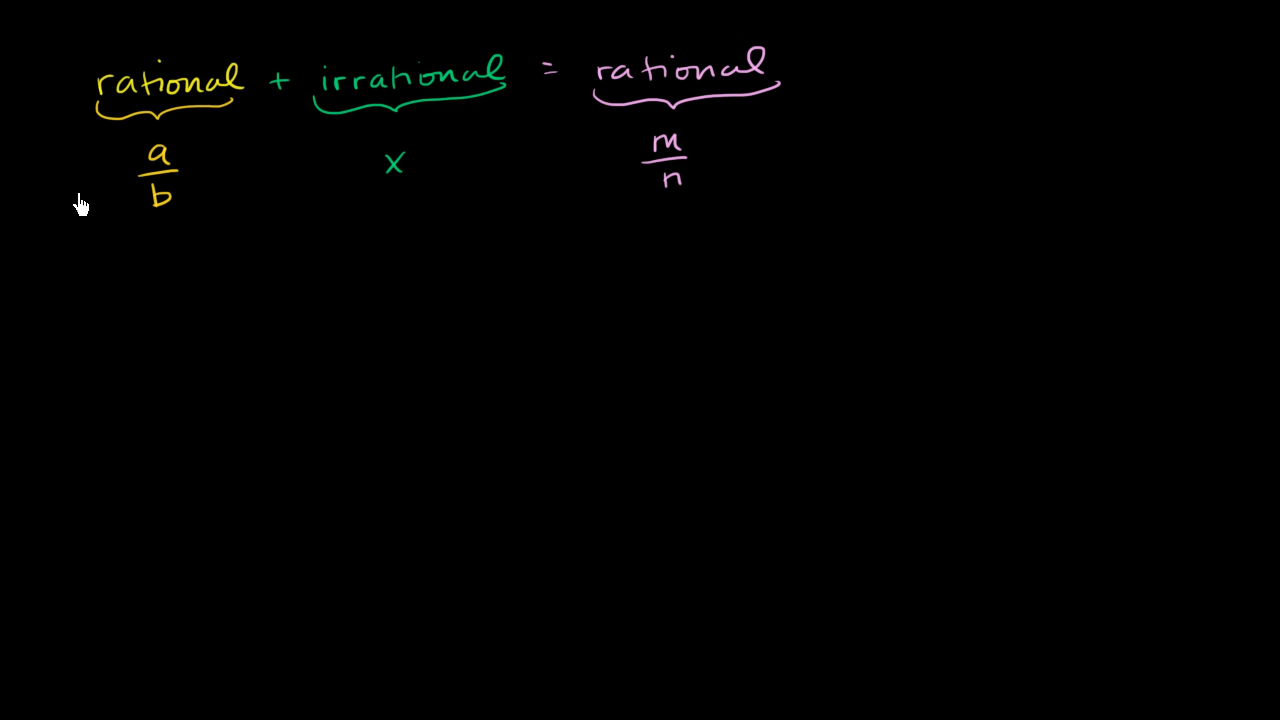 rational + irrational = rational
a/b x m/n